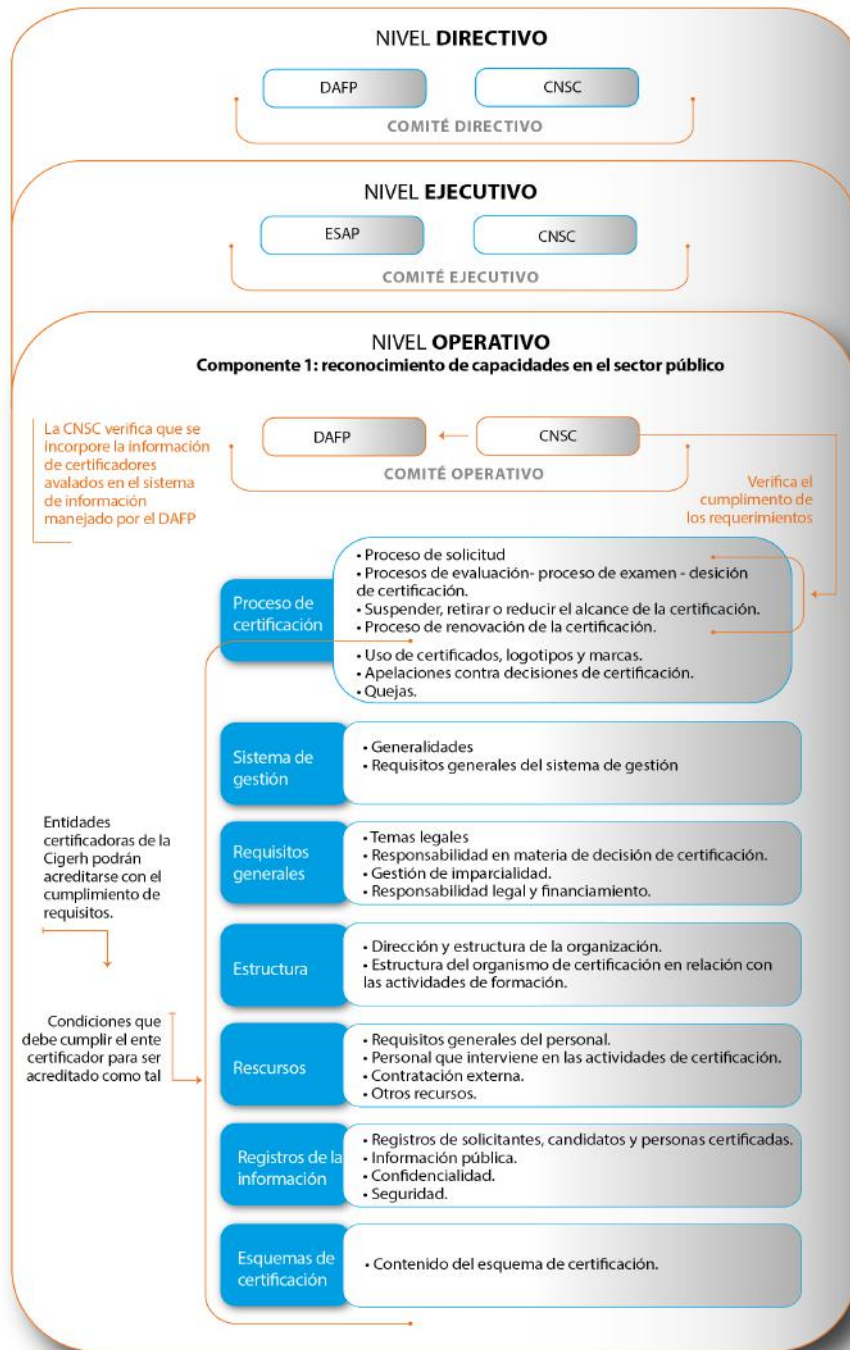 NIVEL DIRECTIVO
DAFP
CNSC
COMITÉ DIRECTIVO
NIVEL EJECUTIVO
ESAP
CNSC
COMITÉ EJECUTIVO
NIVEL OPERATIVO
Componente 1: reconocimiento de capacidades en el sector público
La CNSC verifica que se
incorpore la información
de certificadores
avalados en el sistema
de información
manejado por el DAFP
DAFP
CNSC
COMITÉ OPERATIVO
Verifica el
cumplimento de
los requerimientos
Proceso de
certificación
• Proceso de solicitud
• Procesos de evaluación- proceso de examen - desición
de certificación.
• Suspender, retirar o reducir el alcance de la certificación.
• Proceso de renovación de la certificación.
• Uso de certificados, logotipos y marcas.
• Apelaciones contra decisiones de certificación.
• Quejas.
Sistema de
gestión
• Generalidades
• Requisitos generales del sistema de gestión
Entidades
certificadoras de la
Cigerh podrán
acreditarse con el
cumplimiento de
requisitos.
Requisitos
generales
• Temas legales
• Responsabilidad en materia de decisión de certificación.
• Gestión de imparcialidad.
• Responsabilidad legal y financiamiento.
Estructura
• Dirección y estructura de la organización.
• Estructura del organismo de certificación en relación con
las actividades de formación.
Condiciones que
debe cumplir el ente
certificador para ser
acreditado como tal
Rescursos
• Requisitos generales del personal.
• Personal que interviene en las actividades de certificación.
• Contratación externa.
• Otros recursos.
Registros de la
información
• Registros de solicitantes, candidatos y personas certificadas.
• Información pública.
• Confidencialidad.
• Seguridad.
Esquemas de
certificación
• Contenido del esquema de certificación.